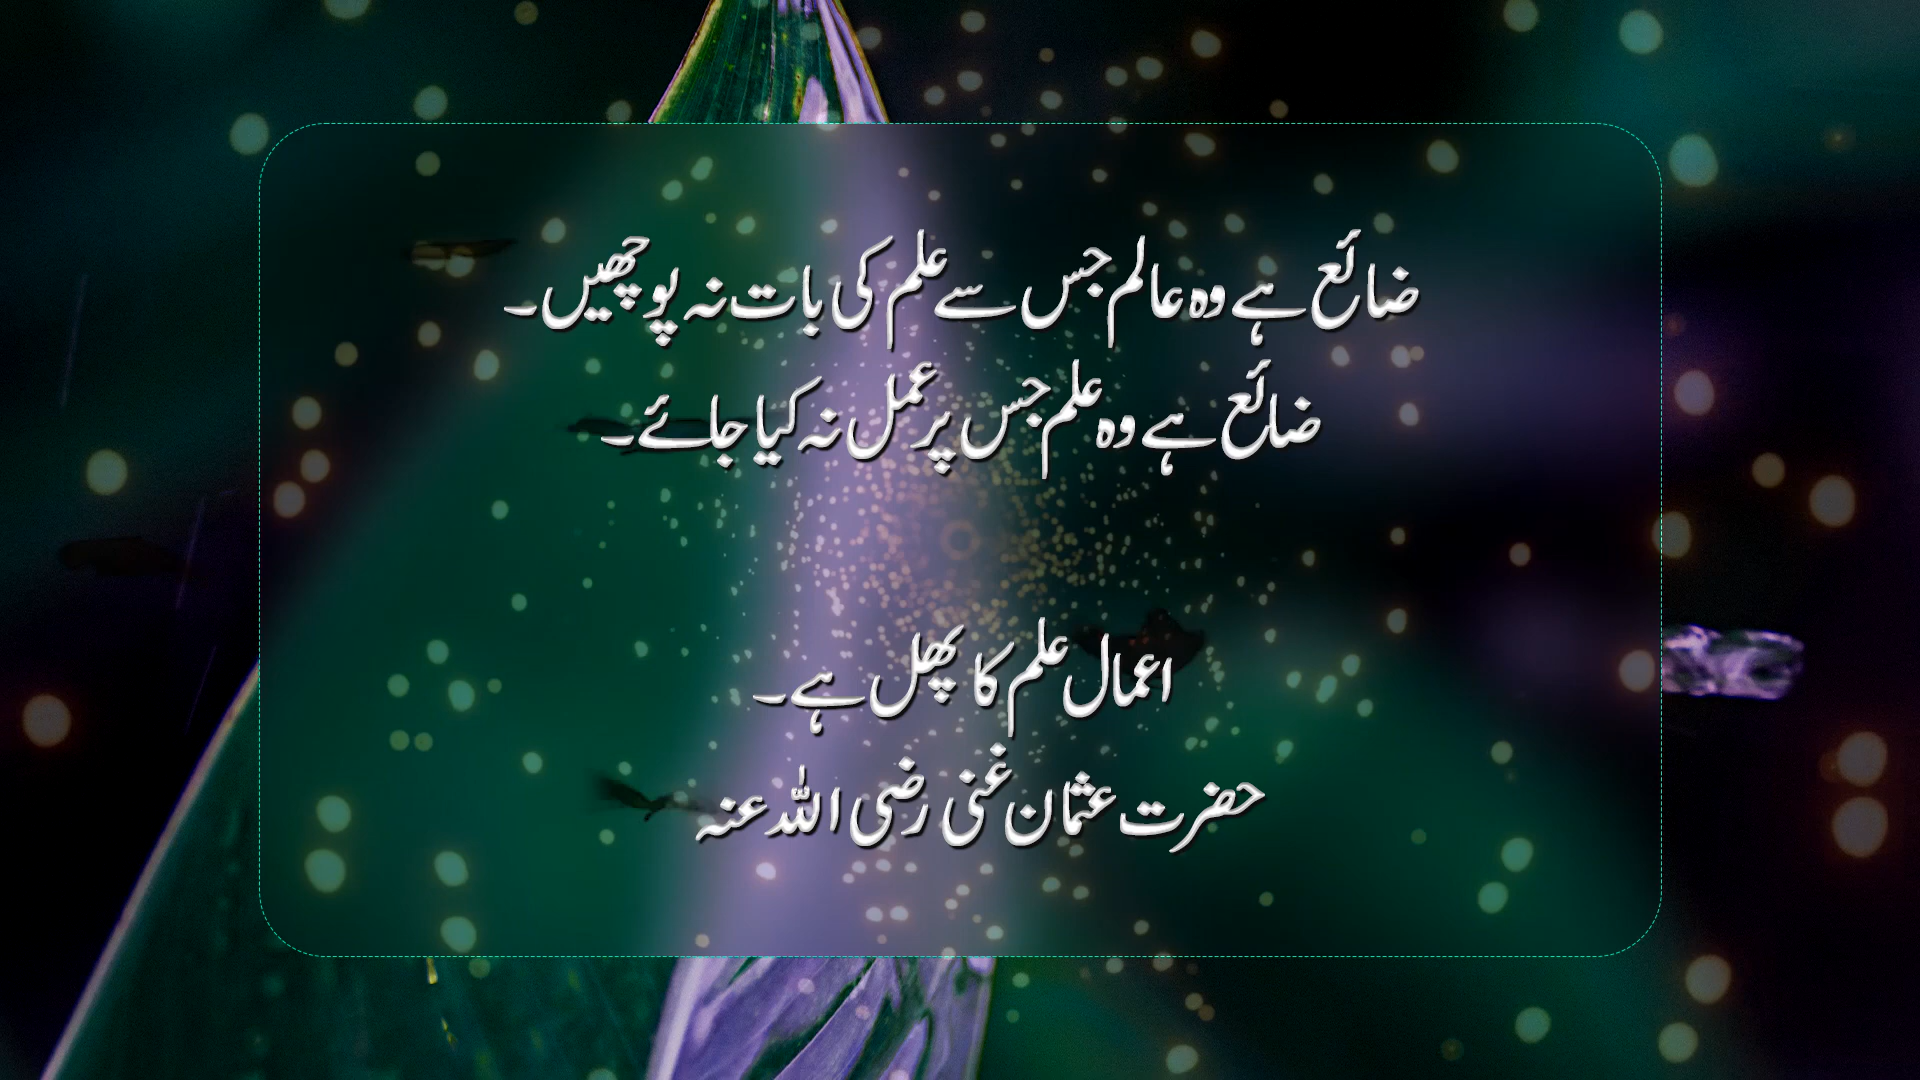 ضائع ہے وہ عالم جس سے علم کی بات نہ پوچھیں۔
ضائع ہے وہ علم جس پر عمل نہ کیا جائے۔
اعمال علم کا پھل ہے۔
حضرت عثمان غنی رضی اللہ عنہ